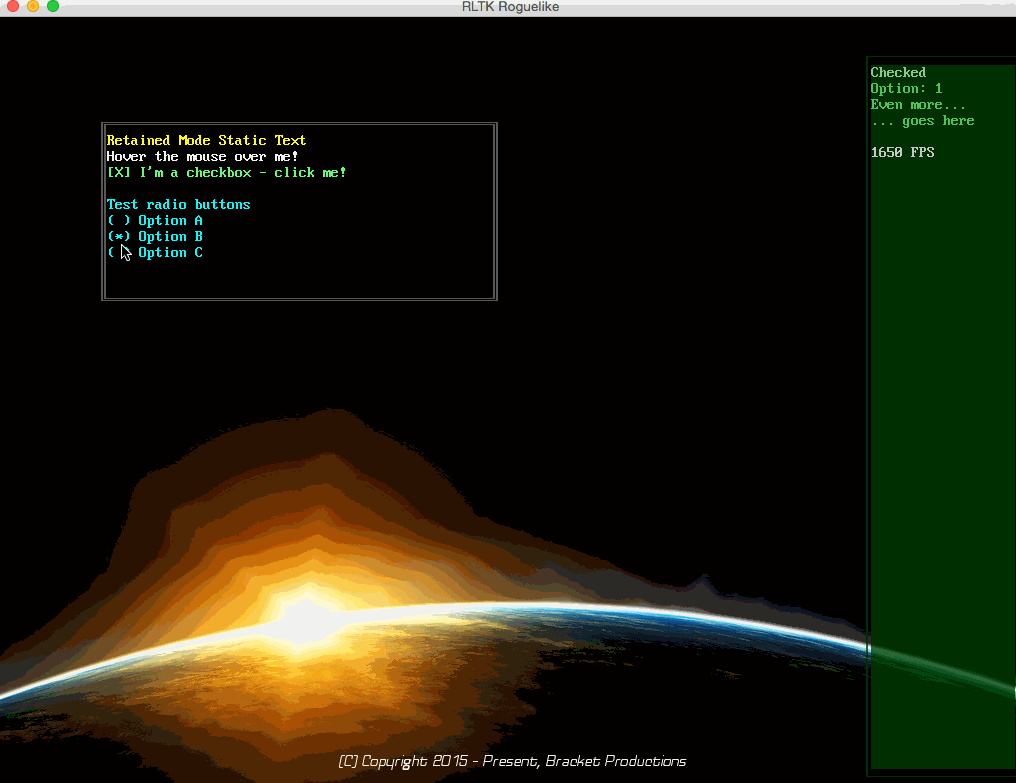 RLTK Roguelike
Retained Mode Static Text
Hover the mouse over me!
[X] I'm a checkbox - click me!
Test radio buttons
( ) Option A
(*) Option B
( Option C
Checked
Option: 1
Even more...
... goes here
1650 FPS
(C) Copyright 2015 - Present, Bracket Productions